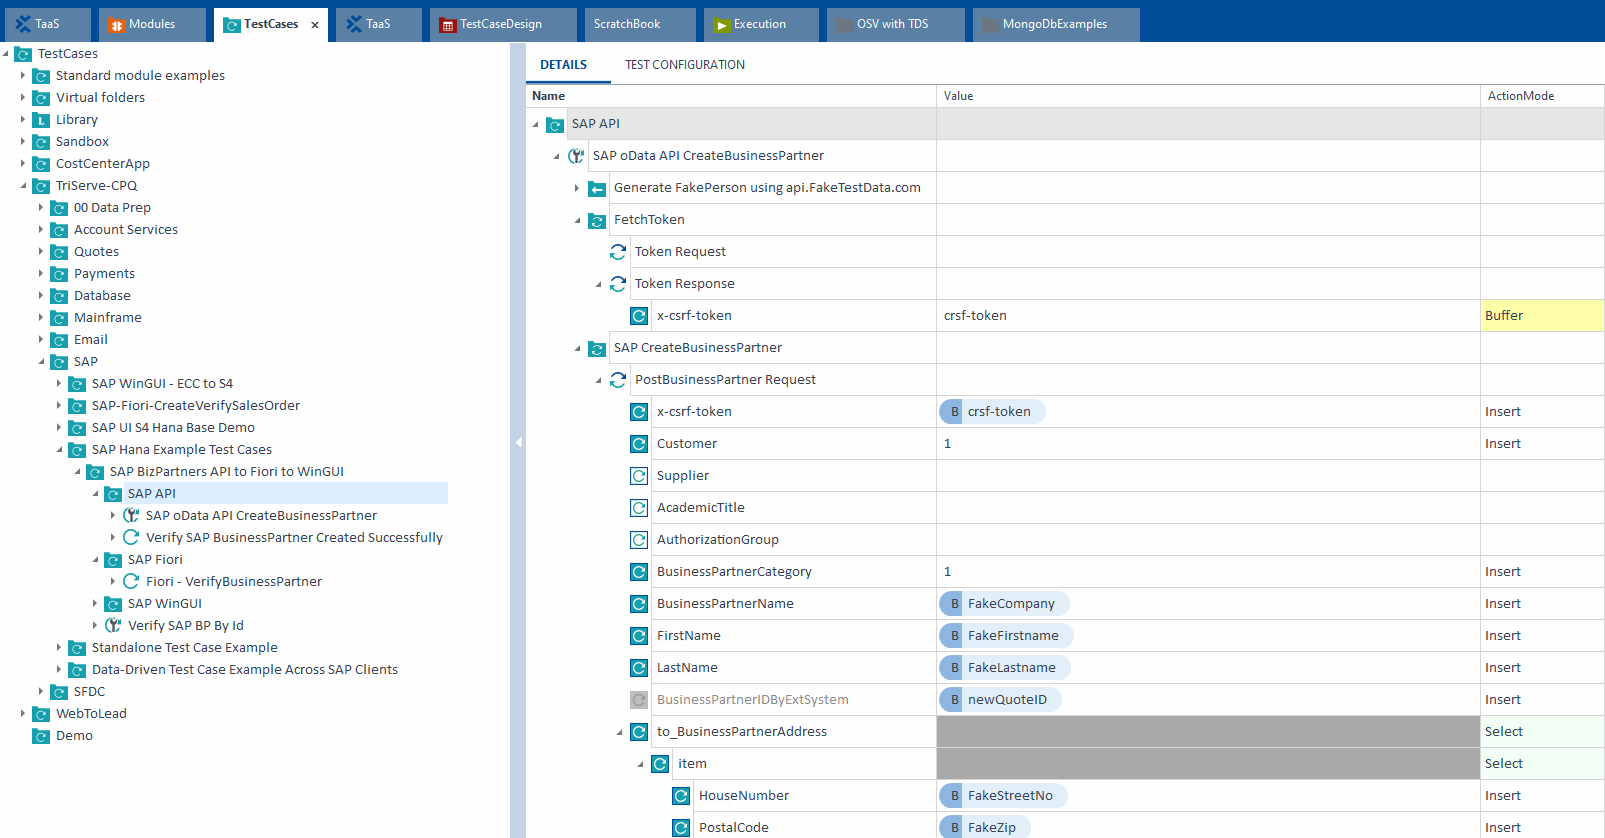 TaaS
Modules
TestCases
TaaS
TestCaseDesign
ScratchBook
Execution
OSV with TDS
MongoDbExamples
TestCases
Standard module examples
Virtual folders
L Library
Sandbox
CostCenterApp
TriServe-CPQ
00 Data Prep
Account Services
Quotes
Payments
Database
Mainframe
Email
SAP
SAP WinGUI - ECC to S4
SAP-Fiori-CreateVerifySalesOrder
SAP UI S4 Hana Base Demo
SAP Hana Example Test Cases
SAP BizPartners API to Fiori to WinGUI
SAP API
SAP oData API CreateBusinessPartner
Verify SAP BusinessPartner Created Successfully
SAP Fiori
Fiori - VerifyBusinessPartner
SAP WinGUI
Verify SAP BP By Id
Standalone Test Case Example
Data-Driven Test Case Example Across SAP Clients
SFDC
WebToLead
Demo
DETAILS TEST CONFIGURATION
Name Value ActionMode
SAP API
SAP oData API CreateBusinessPartner
Generate FakePerson using api.FakeTestData.com
FetchToken
Token Request
Token Response
x-csrf-token crsf-token Buffer
SAP CreateBusinessPartner
PostBusinessPartner Request
x-csrf-token B crsf-token Insert
Customer 1 Insert
Supplier
AcademicTitle
AuthorizationGroup
BusinessPartnerCategory 1 Insert
BusinessPartnerName B FakeCompany Insert
FirstName B FakeFirstname Insert
LastName B FakeLastname Insert
BusinessPartnerIDByExtSystem B newQuoteID Insert
to_BusinessPartnerAddress Select
item Select
HouseNumber B FakeStreetNo Insert
PostalCode B FakeZip Insert